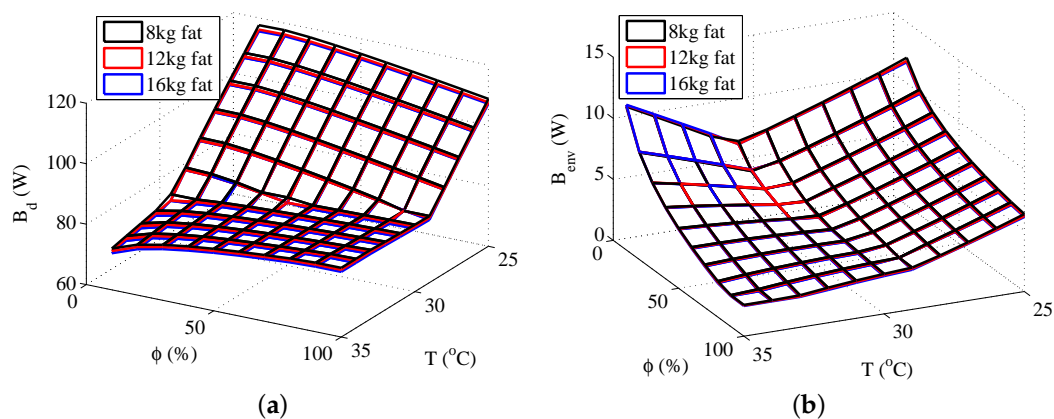 8kg fat
12kg fat
16kg fat
120
100
80
60
B_d (W)
0
50
100
ϕ (%)
25
30
35
T (°C)
(a)
8kg fat
12kg fat
16kg fat
15
10
5
0
B_env (W)
0
50
100
ϕ (%)
25
30
35
T (°C)
(b)